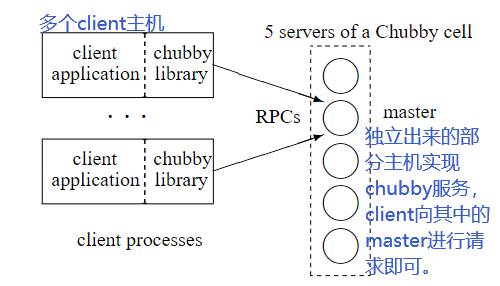 多个client主机
5 servers of a Chubby cell
client chubby
application library
· · ·
RPCs
master
client chubby
application library
client processes
独立出来的部
分主机实现
chubby服务，
client向其中的
master进行请
求即可。